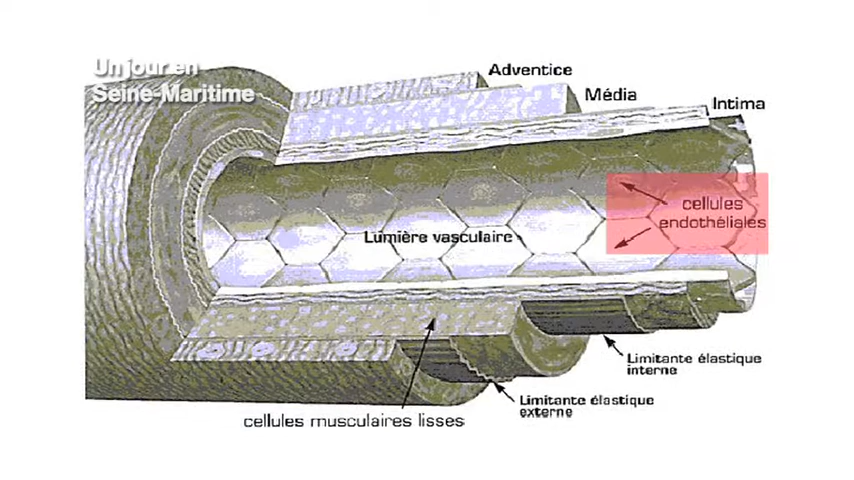 Un jour en
Seine-Maritime
Adventice
Média
Intima
cellules
endothéliales
Lumière vasculaire
Limitante élastique
interne
Limitante élastique
externe
cellules musculaires lisses